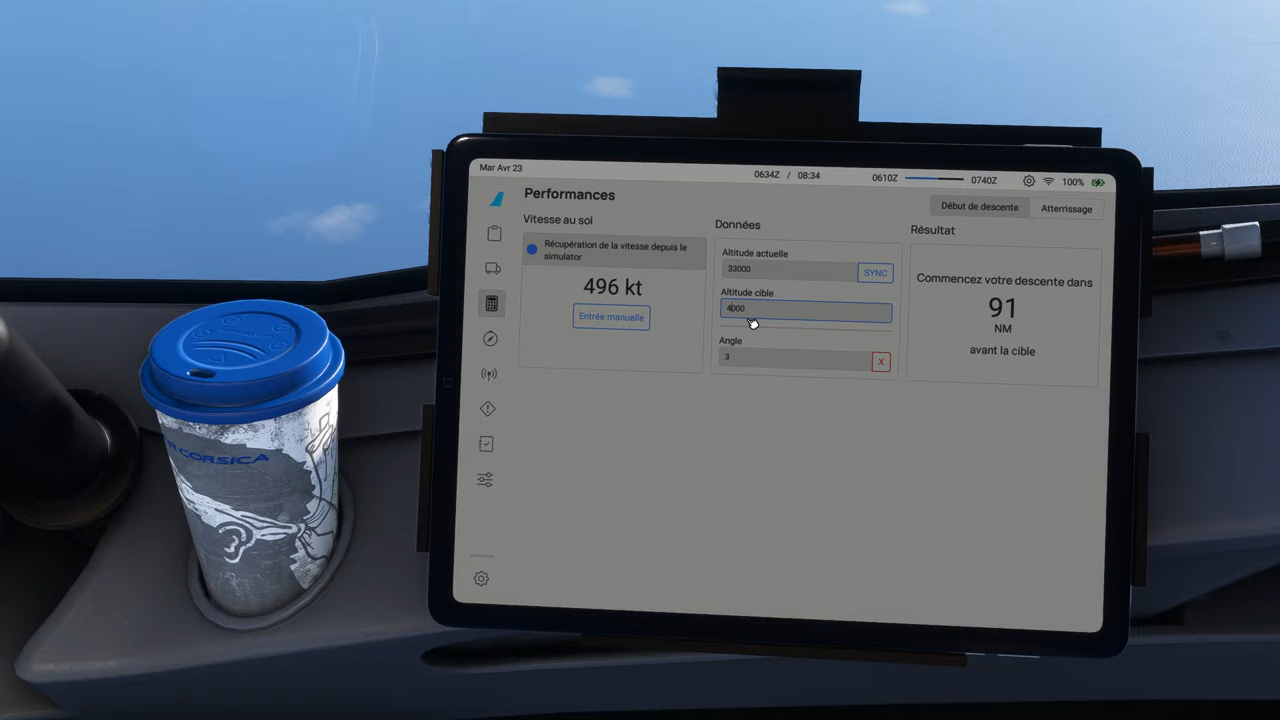 Mar Avr 23
0634Z / 08:34
0610Z
0740Z
100%
Performances
Début de descente
Atterrissage
Vitesse au sol
Récupération de la vitesse depuis le
simulator
496 kt
Entrée manuelle
Données
Altitude actuelle
33000
SYNC
Altitude cible
4000
Angle
3
X
Résultat
Commencez votre descente dans
91
NM
avant la cible
CORSICA